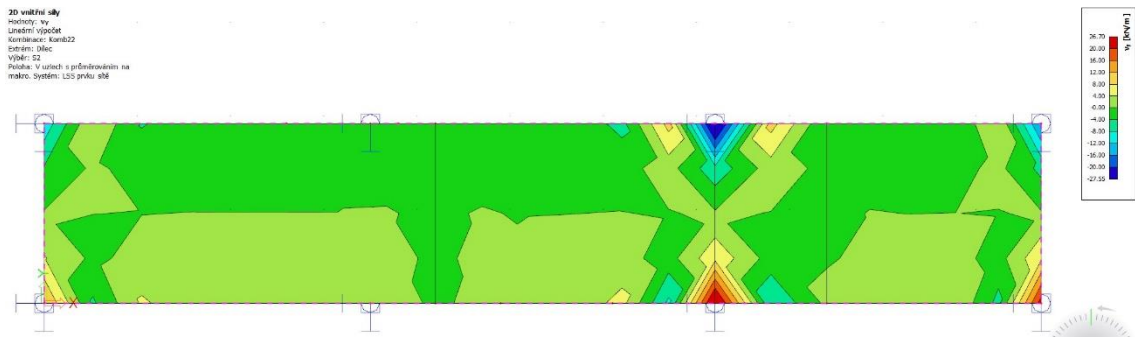 2D vnitřní síly
Hodnoty: vy
Lineární výpočet
Kombinace: Komb22
Extrém: Dílec
Výběr: S2
Poloha: V uzlech s průměrováním na
makro. Systém: LSS prvku sítě
vy [kN/m]
26.70
20.00
16.00
12.00
8.00
4.00
-0.00
-4.00
-8.00
-12.00
-16.00
-20.00
-27.55
Y
X